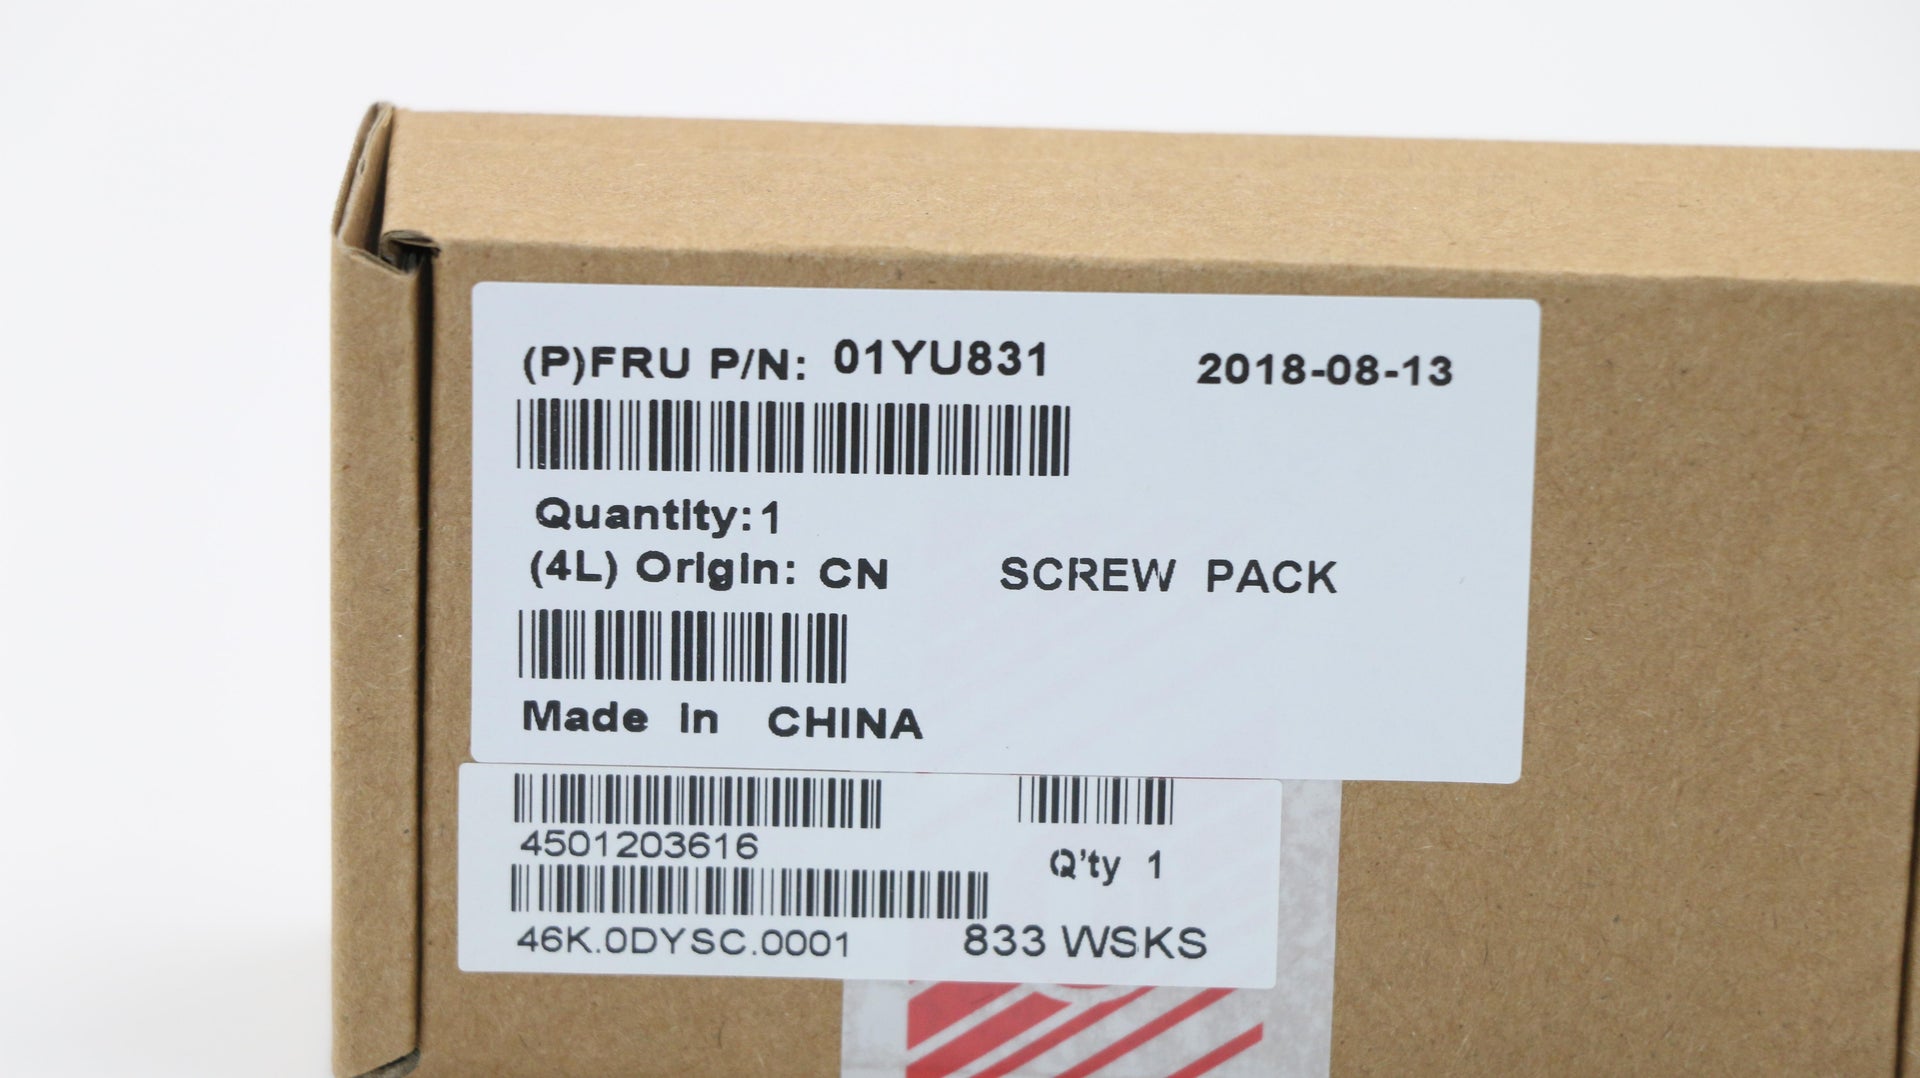 (P)FRU P/N: 01YU831 2018-08-13
Quantity:1
(4L) Origin: CN SCREW PACK
Made In CHINA
4501203616
Q'ty 1
46K.0DYSC.0001 833 WSKS